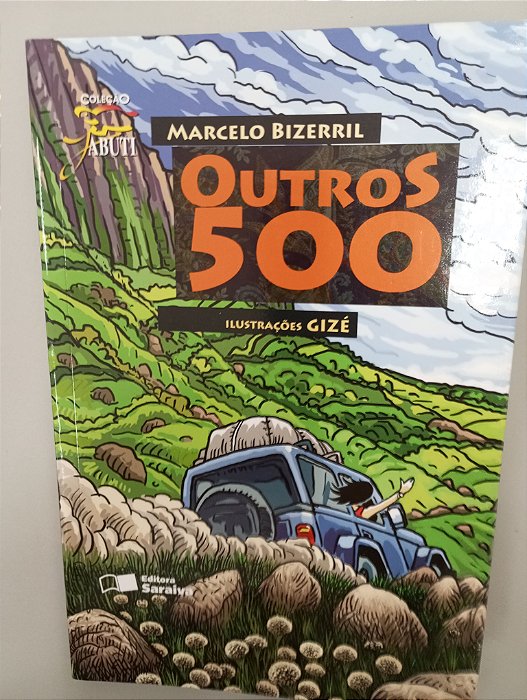 COLEÇÃO
JABUTI
MARCELO BIZERRIL
OUTROS
500
ILUSTRAÇÕES GIZÉ
Editora
Saraiva